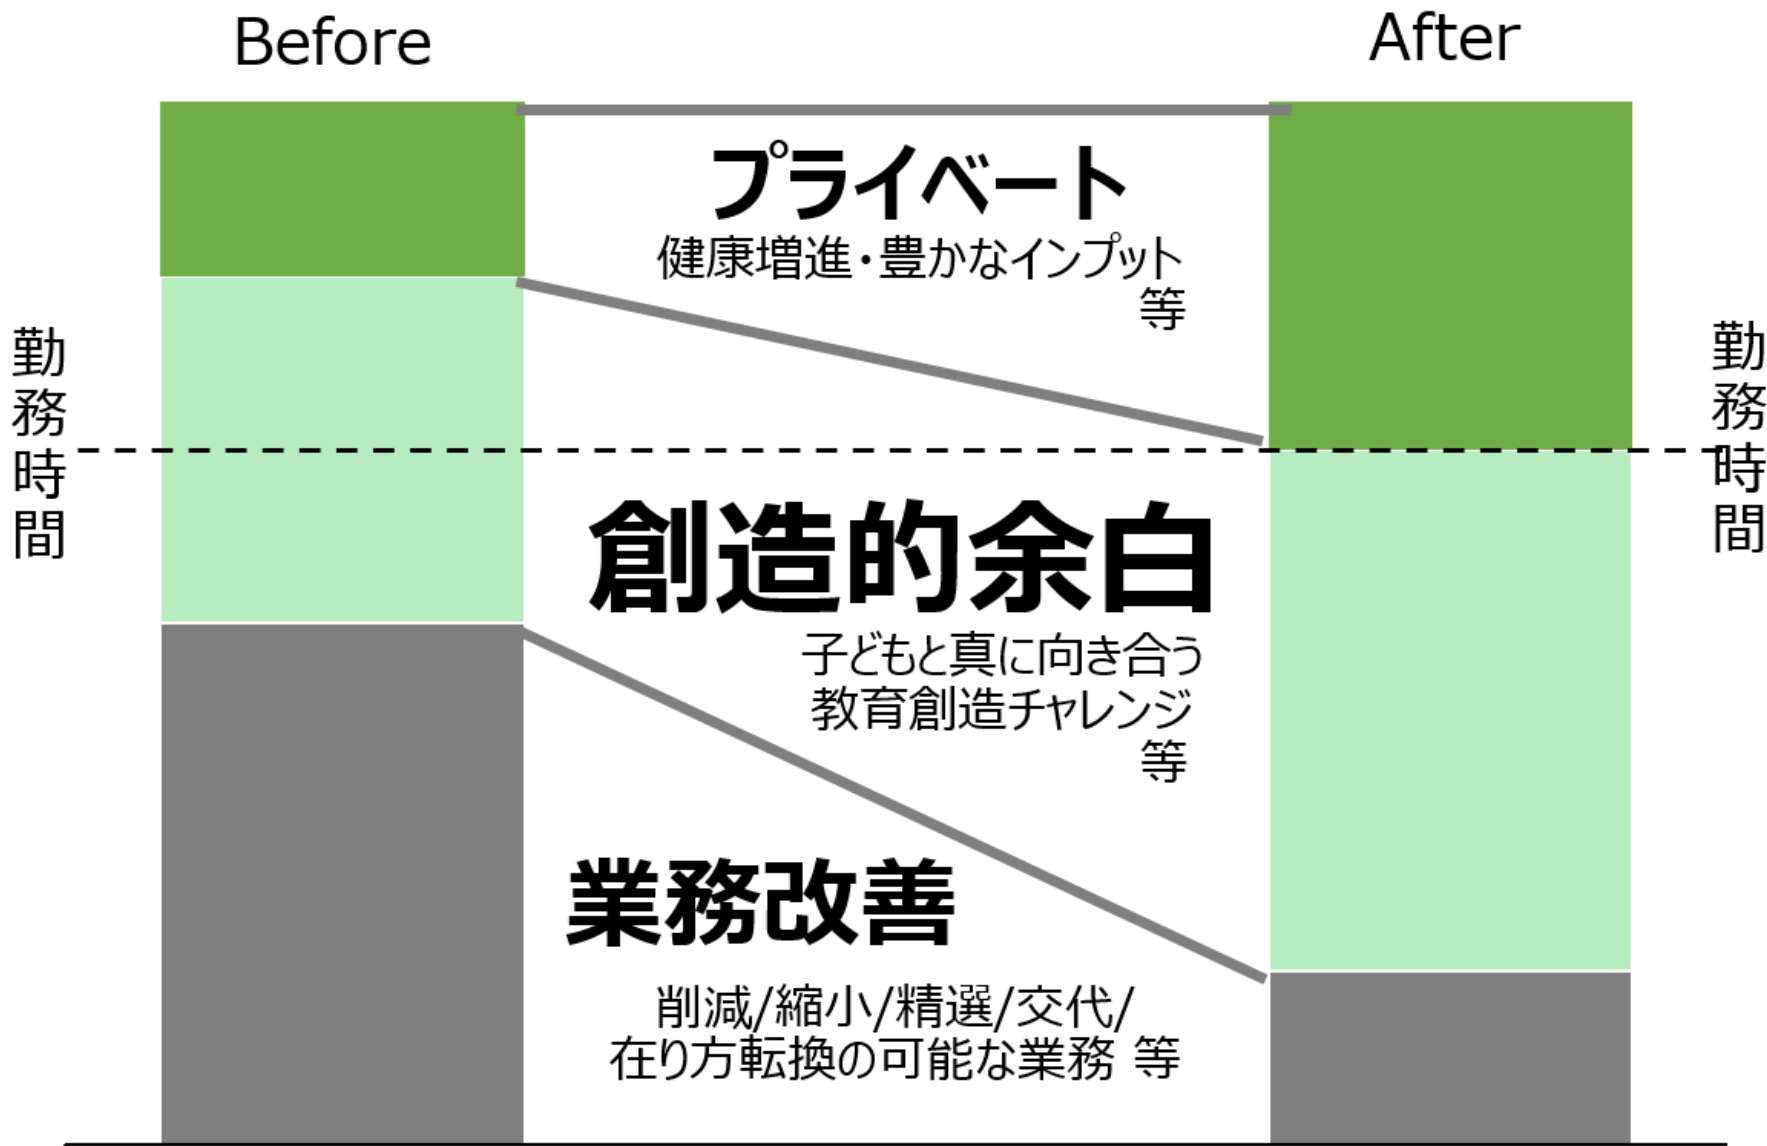 Before
After
プライベート
健康増進・豊かなインプット
等
勤務時間
勤務時間
創造的余白
子どもと真に向き合う
教育創造チャレンジ
等
業務改善
削減/縮小/精選/交代/
在り方転換の可能な業務 等